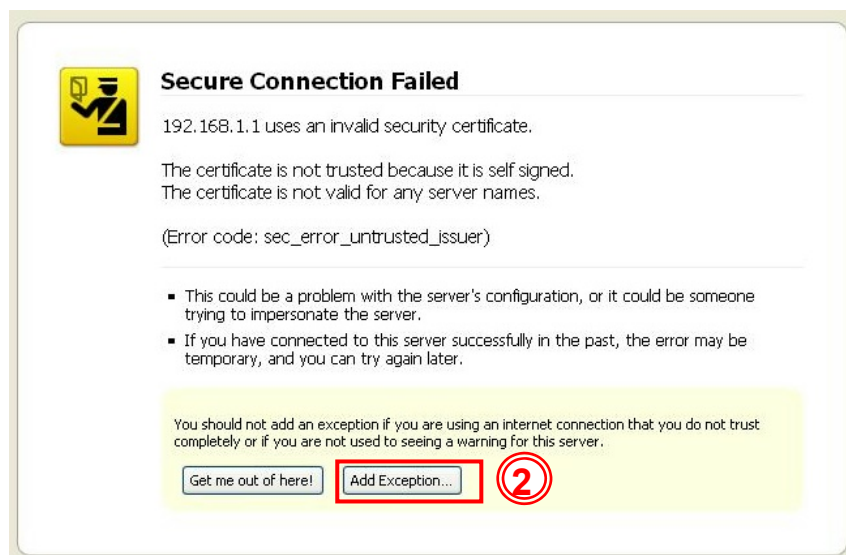 Secure Connection Failed
192.168.1.1 uses an invalid security certificate.
The certificate is not trusted because it is self signed.
The certificate is not valid for any server names.
(Error code: sec_error_untrusted_issuer)
▪ This could be a problem with the server's configuration, or it could be someone
trying to impersonate the server.
▪ If you have connected to this server successfully in the past, the error may be
temporary, and you can try again later.
You should not add an exception if you are using an internet connection that you do not trust
completely or if you are not used to seeing a warning for this server.
Get me out of here! Add Exception... 2